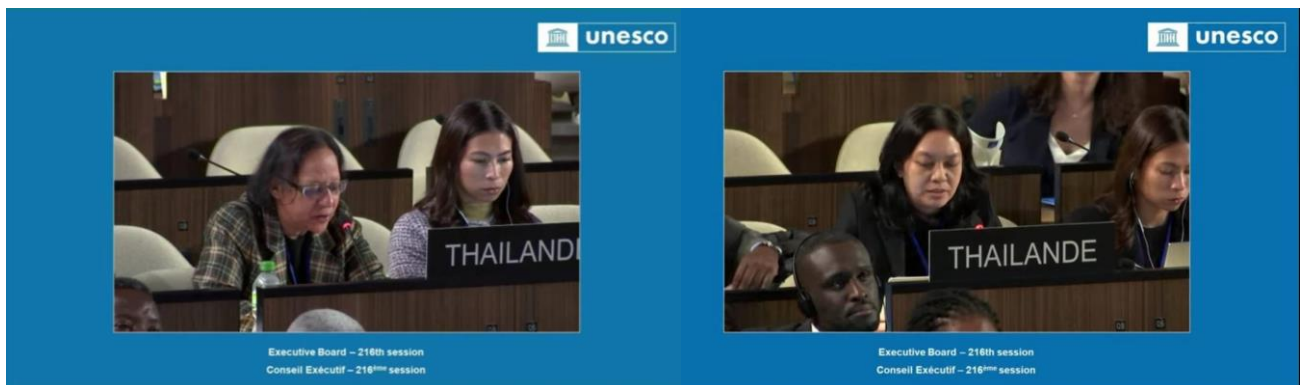 unesco
THAILANDE
Executive Board – 216th session
Conseil Exécutif – 216ème session
unesco
THAILANDE
Executive Board – 216th session
Conseil Exécutif – 216ème session